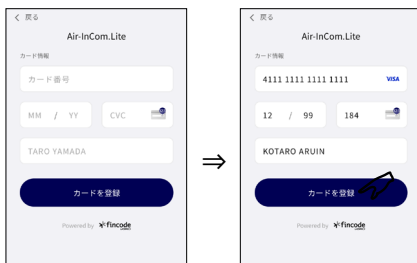 戻る
Air-InCom.Lite
カード情報
カード番号
MM / YY
CVC
TARO YAMADA
カードを登録
Powered by fincode
⇒
戻る
Air-InCom.Lite
カード情報
4111 1111 1111 1111 VISA
12 / 99
184
KOTARO ARUIN
カードを登録
Powered by fincode